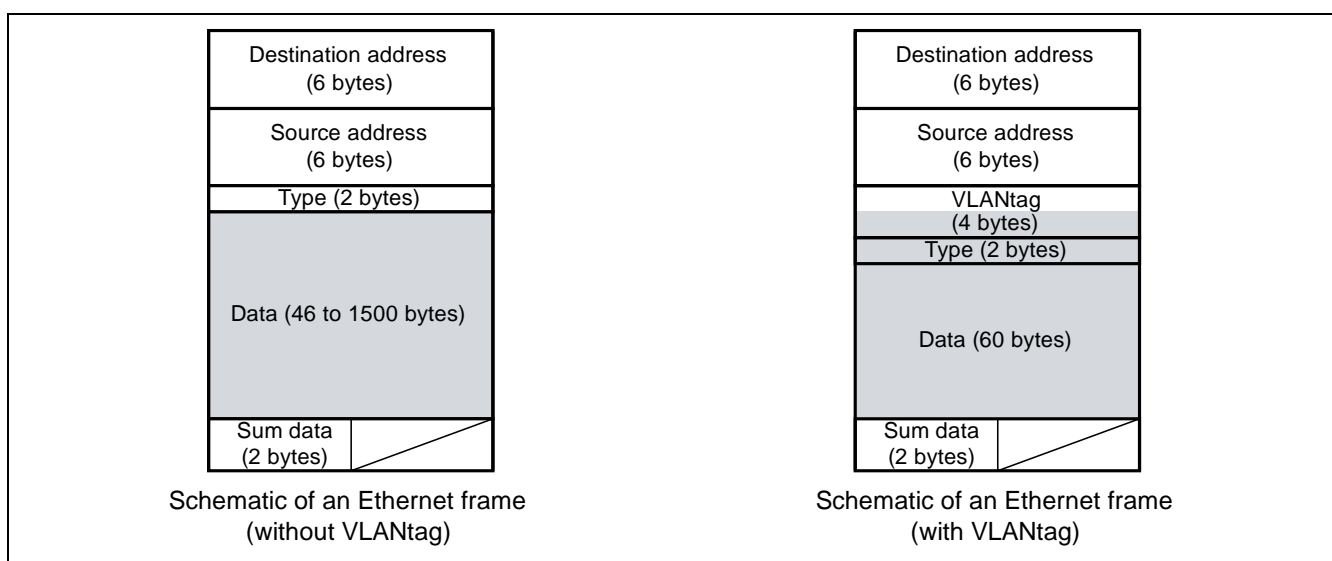 Destination address
(6 bytes)
Source address
(6 bytes)
Type (2 bytes)
Data (46 to 1500 bytes)
Sum data
(2 bytes)
Schematic of an Ethernet frame
(without VLANtag)
Destination address
(6 bytes)
Source address
(6 bytes)
VLANtag
(4 bytes)
Type (2 bytes)
Data (60 bytes)
Sum data
(2 bytes)
Schematic of an Ethernet frame
(with VLANtag)